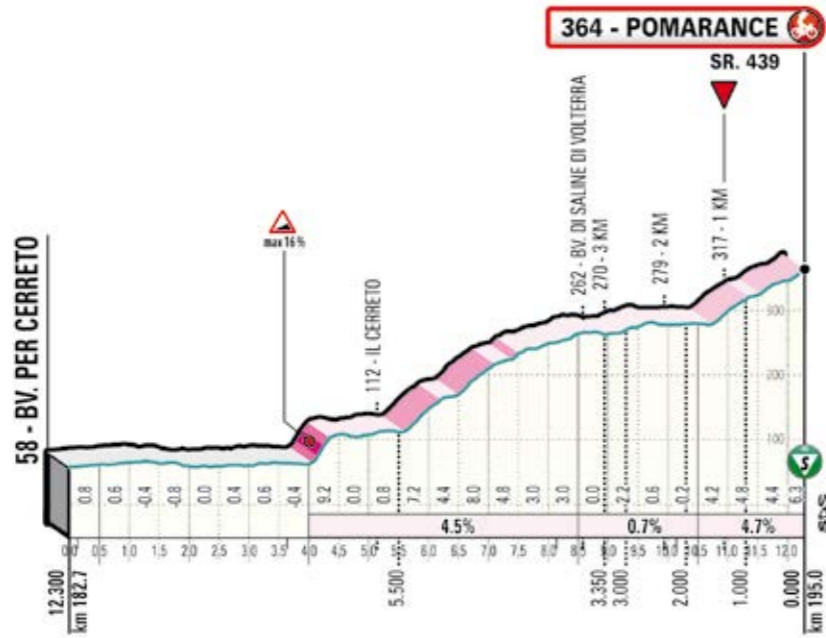 364 - POMARANCE
SR. 439
max 16%
58 - BV. PER CERRETO
112 - IL CERRETO
262 - BV. DI SALINE DI VOLTERRA
270 - 3 KM
279 - 2 KM
317 - 1 KM
300
200
100
S
0.8 0.6 -0.4 -0.8 0.0 0.4 0.6 -0.4 9.2 0.0 0.8 7.2 4.4 8.0 4.8 3.0 3.0 0.0 2.2 0.6 0.2 4.2 4.8 4.4 6.3
4.5% 0.7% 4.7%
SDS
0.0 0.5 1.0 1.5 2.0 2.5 3.0 3.5 4.0 4.5 5.0 5.5 6.0 6.5 7.0 7.5 8.0 8.5 9.0 9.5 10.0 10.5 11.0 11.5 12.0
12.300 5.500 3.350 3.000 2.000 1.000 0.000
km 182.7 km 195.0